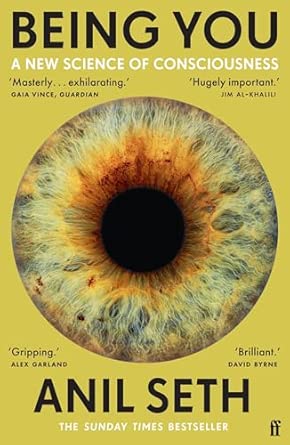 BEING YOU
A NEW SCIENCE OF CONSCIOUSNESS
‘Masterly... exhilarating.’
GAIA VINCE, GUARDIAN
‘Hugely important.’
JIM AL-KHALILI
‘Gripping.’
ALEX GARLAND
‘Brilliant.’
DAVID BYRNE
ANIL SETH
THE SUNDAY TIMES BESTSELLER
ff